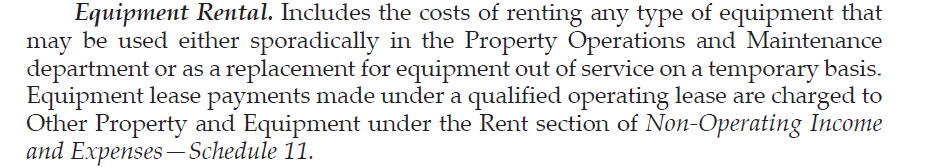 Equipment Rental. Includes the costs of renting any type of equipment that
may be used either sporadically in the Property Operations and Maintenance
department or as a replacement for equipment out of service on a temporary basis.
Equipment lease payments made under a qualified operating lease are charged to
Other Property and Equipment under the Rent section of Non-Operating Income
and Expenses—Schedule 11.